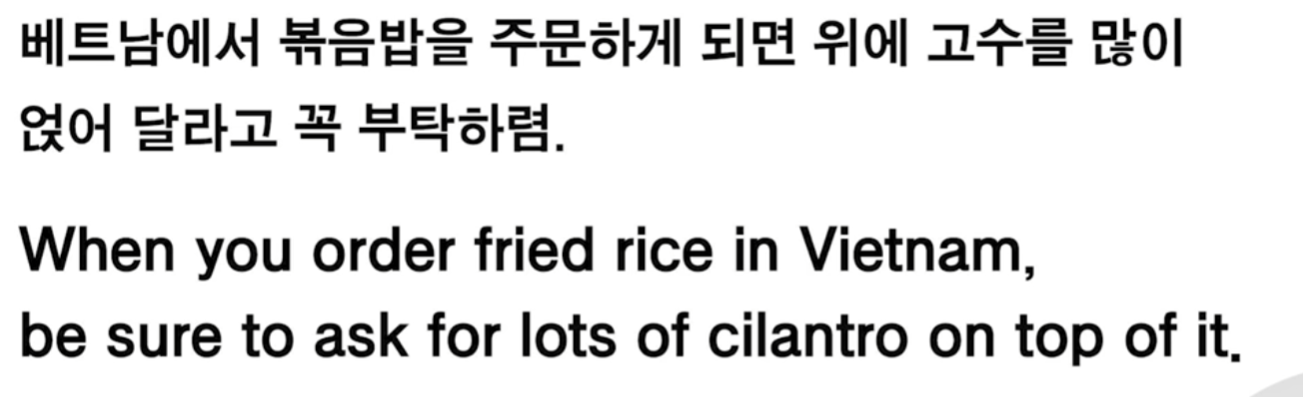 베트남에서 볶음밥을 주문하게 되면 위에 고수를 많이
얹어 달라고 꼭 부탁하렴.
When you order fried rice in Vietnam,
be sure to ask for lots of cilantro on top of it.